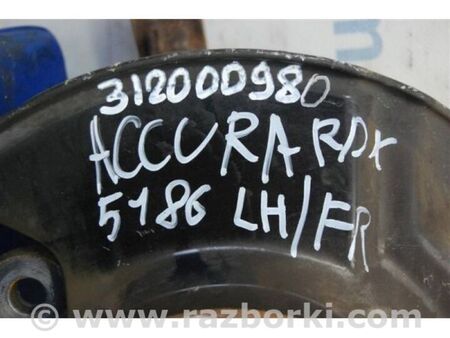 312000980
ACCURA RDX
5186 LH/FR
www.razborki.com